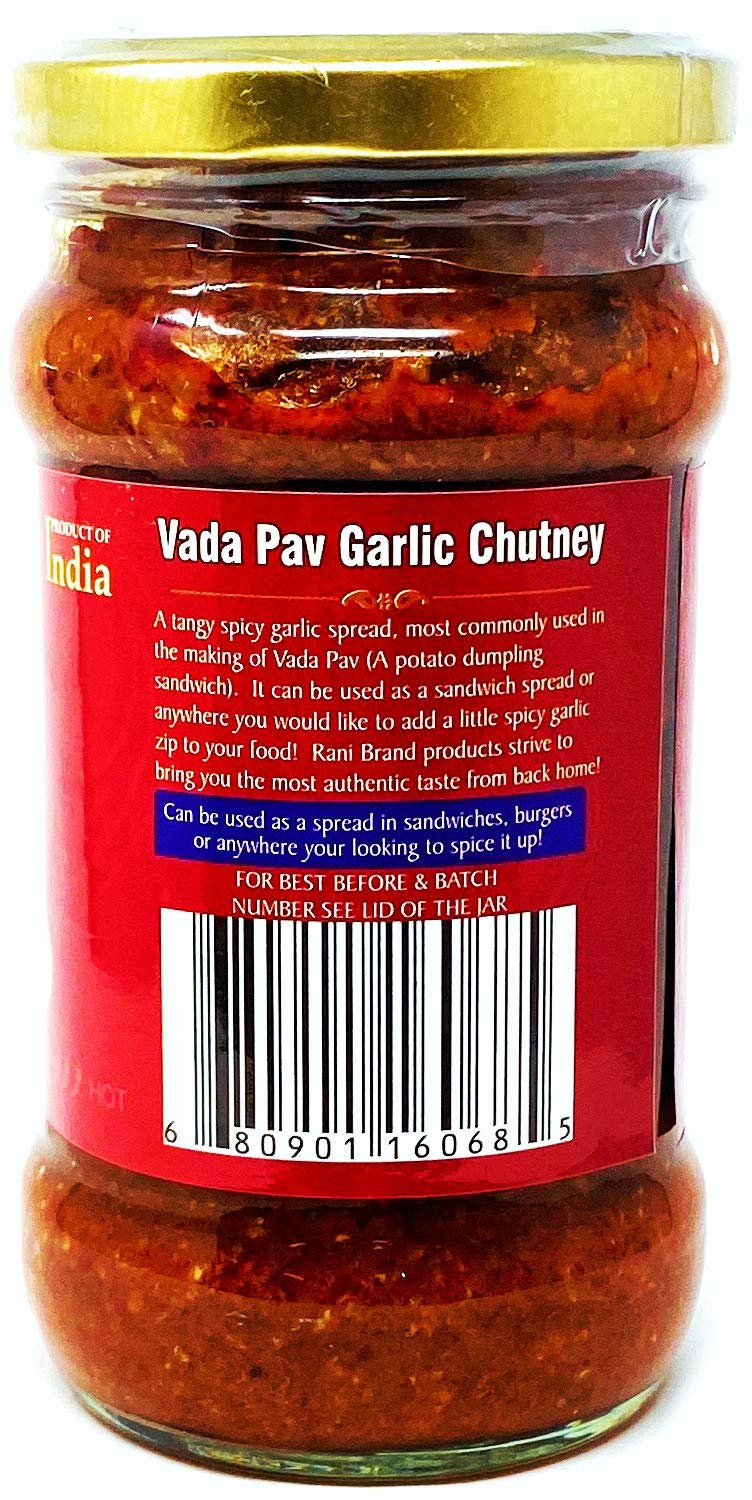 PRODUCT OF
India
Vada Pav Garlic Chutney
A tangy spicy garlic spread, most commonly used in
the making of Vada Pav (A potato dumpling
sandwich). It can be used as a sandwich spread or
anywhere you would like to add a little spicy garlic
zip to your food! Rani Brand products strive to
bring you the most authentic taste from back home!
Can be used as a spread in sandwiches, burgers
or anywhere your looking to spice it up!
FOR BEST BEFORE & BATCH
NUMBER SEE LID OF THE JAR
HOT
6 80901 16068 5